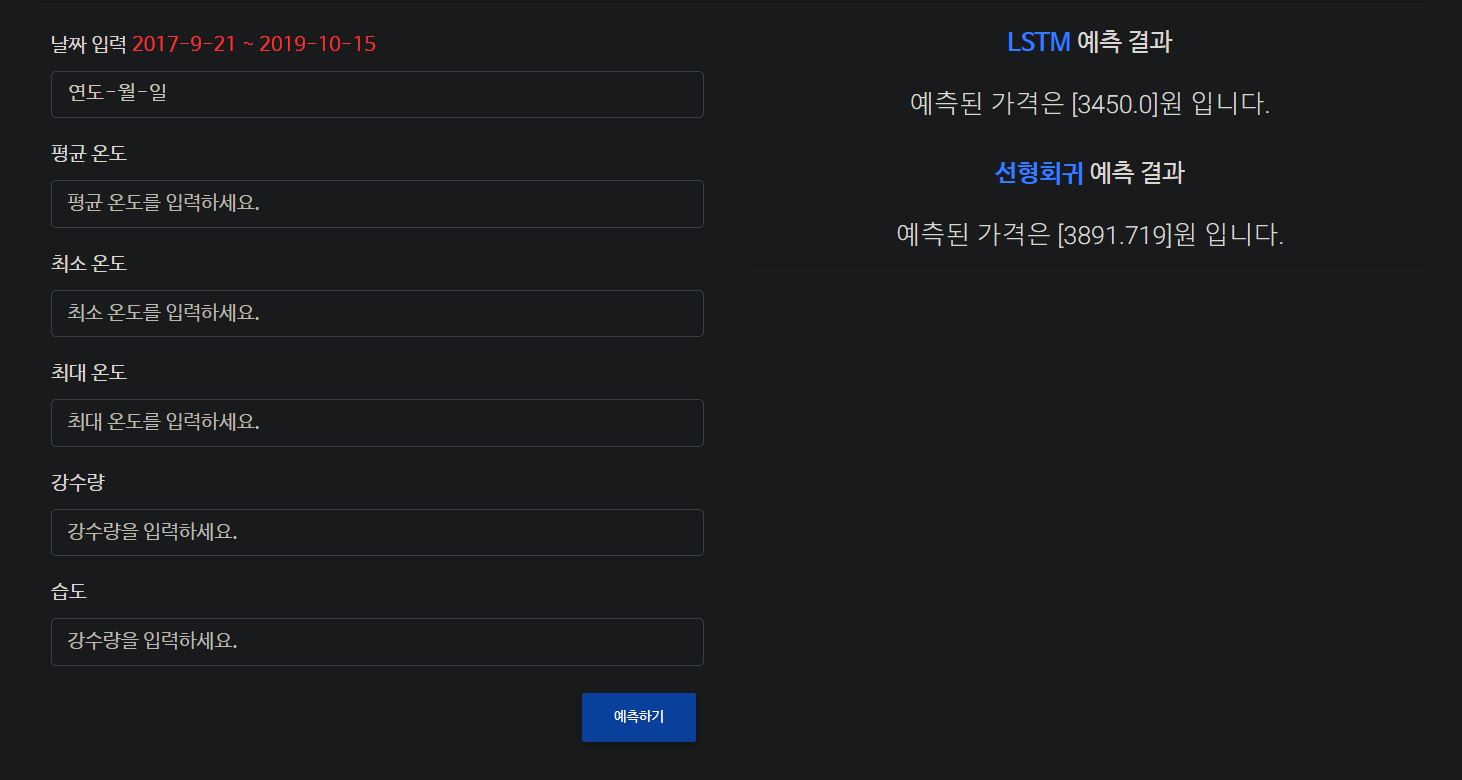 날짜 입력 2017-9-21 ~ 2019-10-15
연도-월-일
평균 온도
평균 온도를 입력하세요.
최소 온도
최소 온도를 입력하세요.
최대 온도
최대 온도를 입력하세요.
강수량
강수량을 입력하세요.
습도
강수량을 입력하세요.
예측하기
LSTM 예측 결과
예측된 가격은 [3450.0]원 입니다.
선형회귀 예측 결과
예측된 가격은 [3891.719]원 입니다.